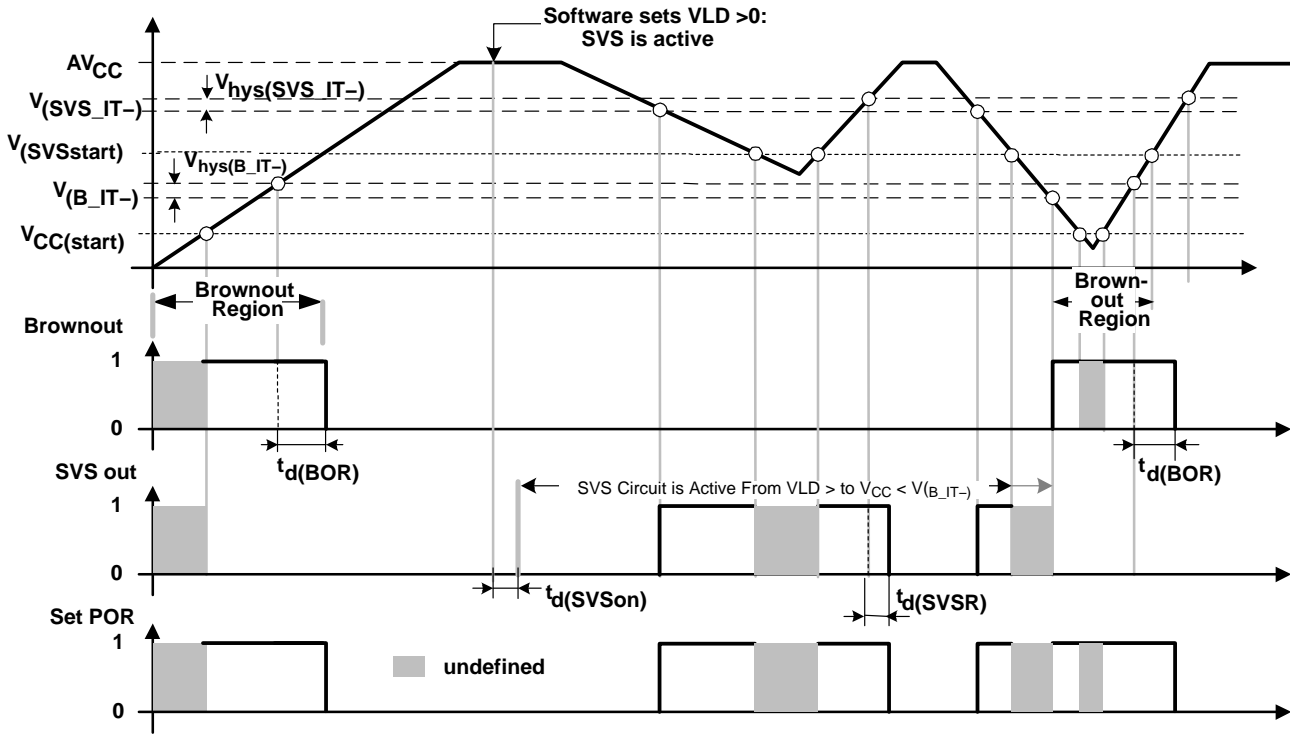 Software sets VLD >0:
SVS is active
AVCC
Vhys(SVS_IT−)
V(SVS_IT−)
V(SVSstart)
Vhys(B_IT−)
V(B_IT−)
VCC(start)
Brownout
Region
Brown-
out
Region
Brownout
1
0
td(BOR)
td(BOR)
SVS out
SVS Circuit is Active From VLD > to VCC < V(B_IT−)
1
0
td(SVSon)
td(SVSR)
Set POR
1
undefined
0